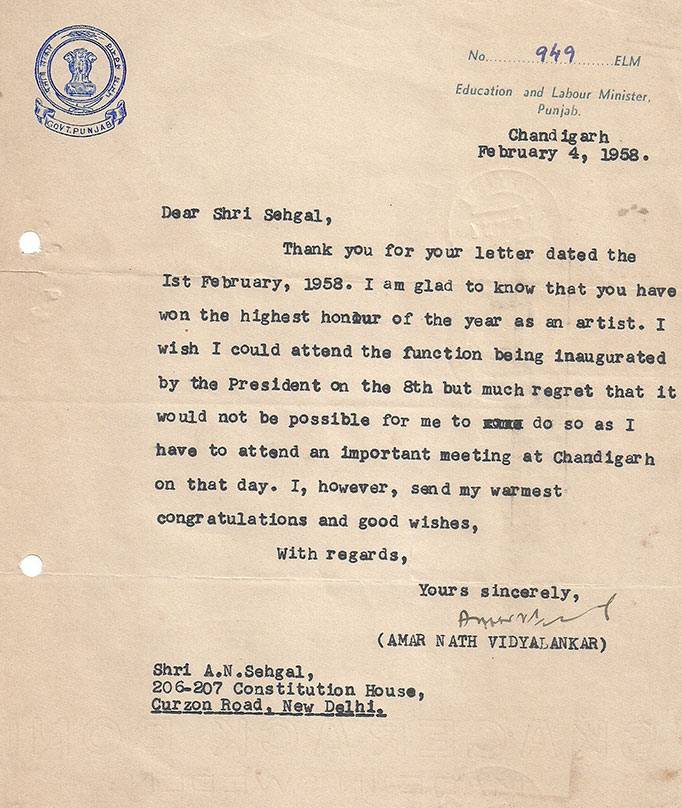 No. 949 ELM
Education and Labour Minister,
Punjab.
GOVT. PUNJAB
Chandigarh
February 4, 1958.
Dear Shri Sehgal,
Thank you for your letter dated the
Ist February, 1958. I am glad to know that you have
won the highest honour of the year as an artist. I
wish I could attend the function being inaugurated
by the President on the 8th but much regret that it
would not be possible for me to do so as I
have to attend an important meeting at Chandigarh
on that day. I, however, send my warmest
congratulations and good wishes,
With regards,
Yours sincerely,
(AMAR NATH VIDYALANKAR)
Shri A.N.Sehgal,
206-207 Constitution House,
Curzon Road, New Delhi.